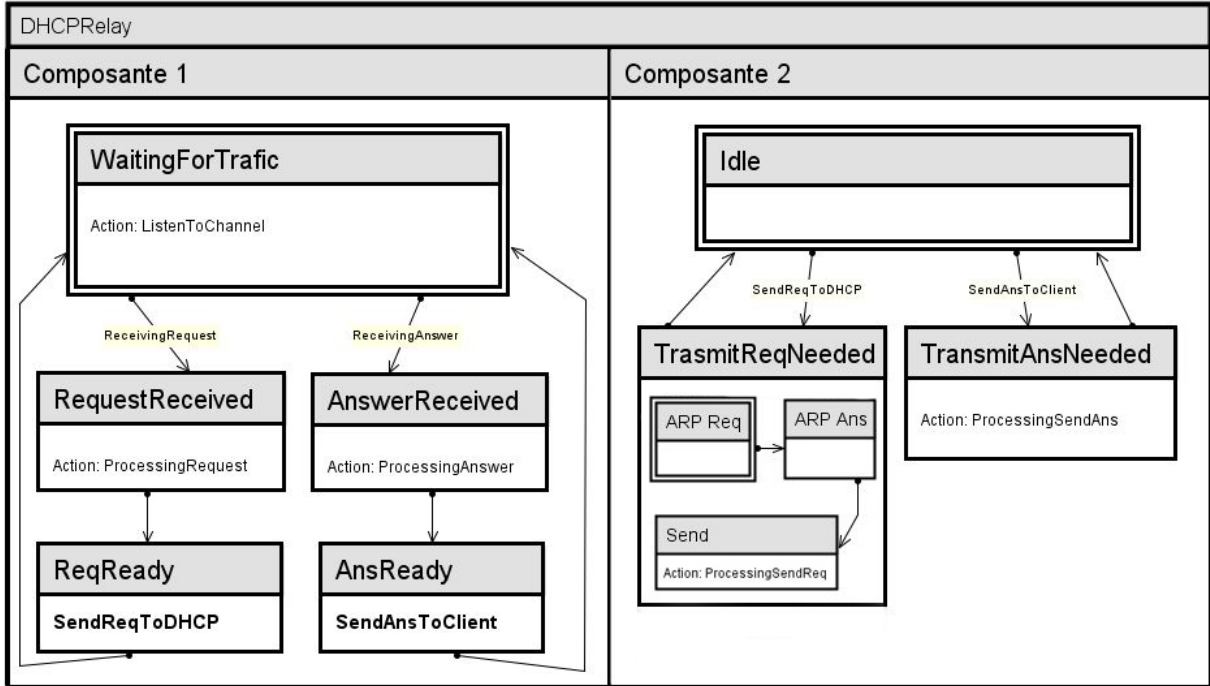 DHCPRelay
Composante 1
WaitingForTrafic
Action: ListenToChannel
ReceivingRequest
ReceivingAnswer
RequestReceived
Action: ProcessingRequest
AnswerReceived
Action: ProcessingAnswer
ReqReady
SendReqToDHCP
AnsReady
SendAnsToClient
Composante 2
Idle
SendReqToDHCP
SendAnsToClient
TrasmitReqNeeded
ARP Req
ARP Ans
Send
Action: ProcessingSendReq
TransmitAnsNeeded
Action: ProcessingSendAns